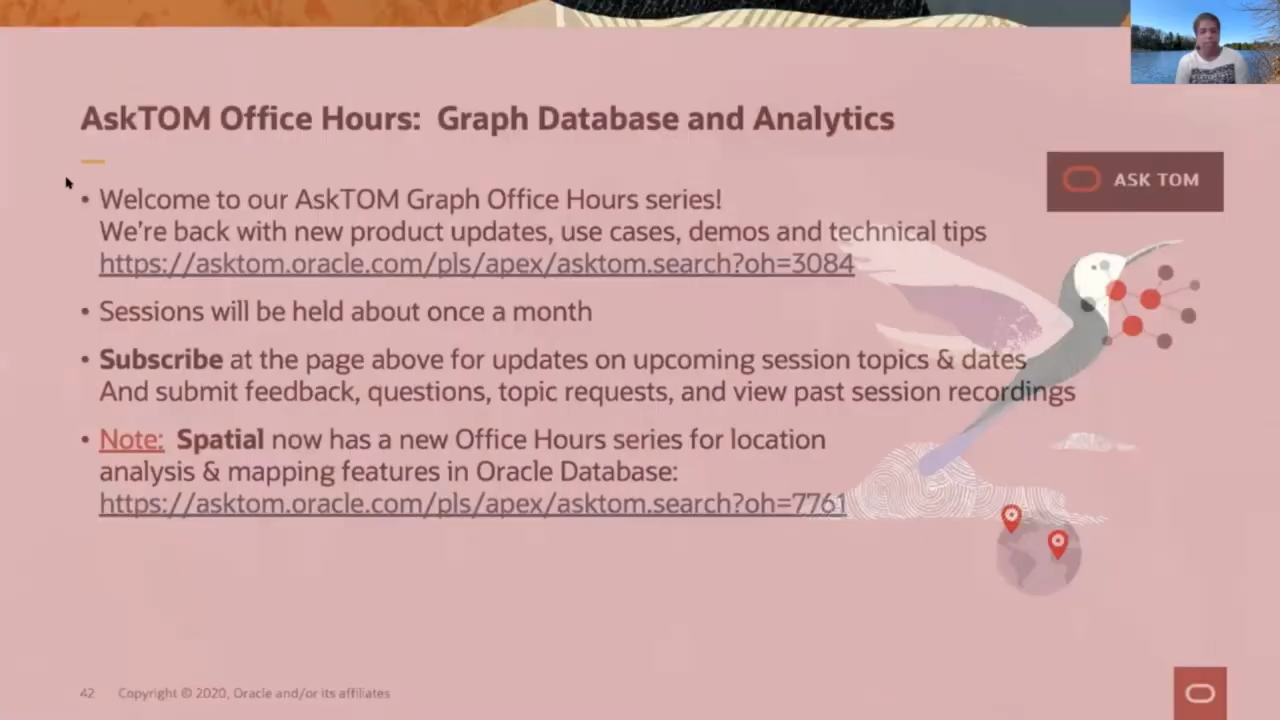 AskTOM Office Hours: Graph Database and Analytics
ASK TOM
• Welcome to our AskTOM Graph Office Hours series!
We're back with new product updates, use cases, demos and technical tips
https://asktom.oracle.com/pls/apex/asktom.search?oh=3084
• Sessions will be held about once a month
• Subscribe at the page above for updates on upcoming session topics & dates
And submit feedback, questions, topic requests, and view past session recordings
• Note: Spatial now has a new Office Hours series for location
analysis & mapping features in Oracle Database:
https://asktom.oracle.com/pls/apex/asktom.search?oh=7761
42 Copyright © 2020, Oracle and/or its affiliates